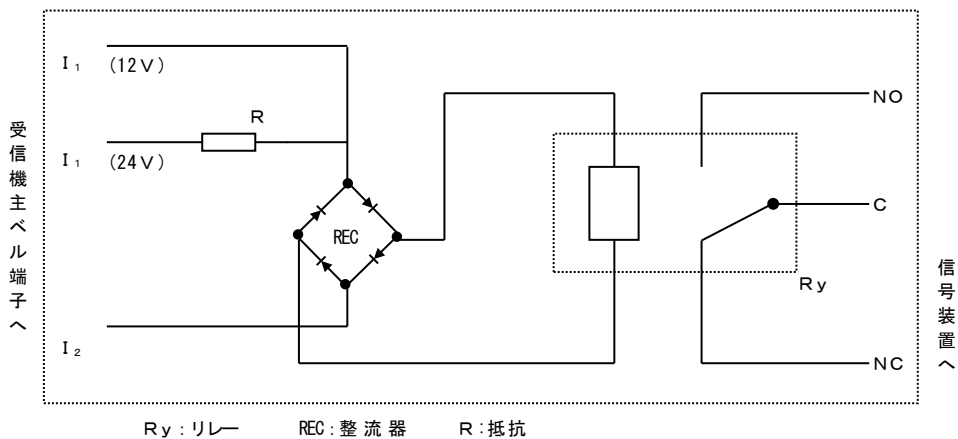 受信機主ベル端子へ
I₁ (12V)
R
I₁ (24V)
REC
I₂
NO
C
Ry
NC
信号装置へ
Ry:リレー REC:整流器 R:抵抗